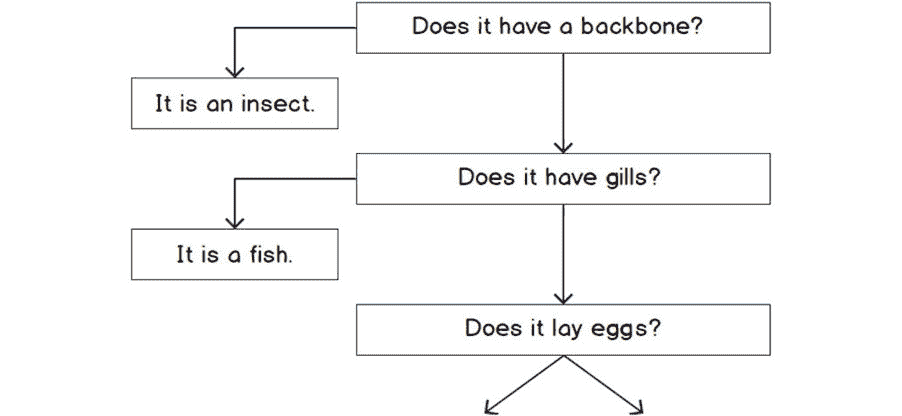 Does it have a backbone?
It is an insect.
Does it have gills?
It is a fish.
Does it lay eggs?